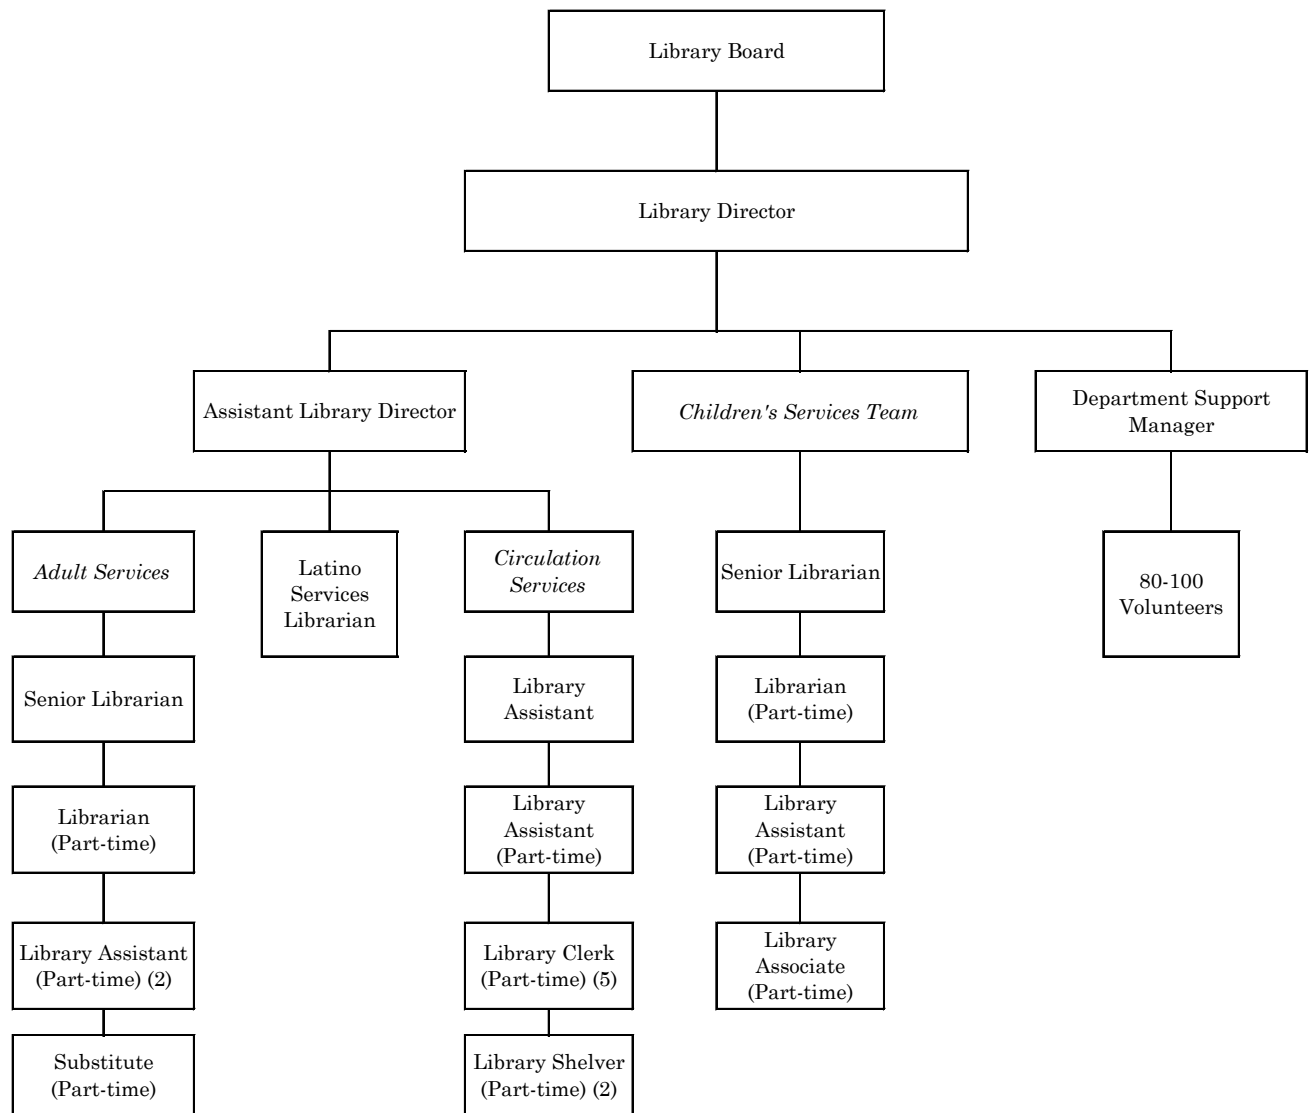 Library Board
Library Director
Assistant Library Director
Children's Services Team
Department Support
Manager
Adult Services
Latino
Services
Librarian
Circulation
Services
Senior Librarian
80-100
Volunteers
Senior Librarian
Library
Assistant
Librarian
(Part-time)
Librarian
(Part-time)
Library
Assistant
(Part-time)
Library
Assistant
(Part-time)
Library Assistant
(Part-time) (2)
Library Clerk
(Part-time) (5)
Library
Associate
(Part-time)
Substitute
(Part-time)
Library Shelver
(Part-time) (2)